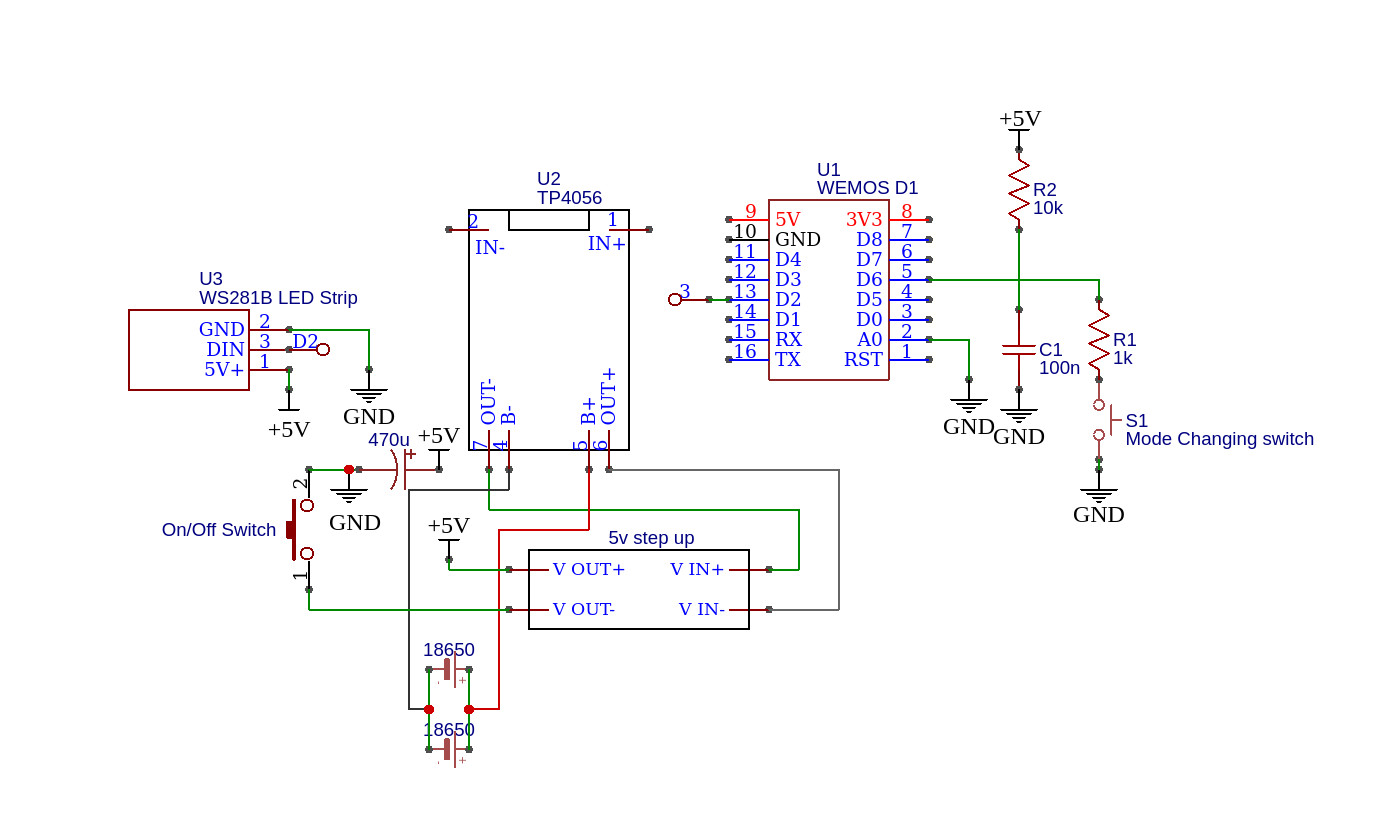 +5V
U1
WEMOS D1
U2
TP4056
R2
10k
9 5V 3V3 8
10 GND D8 7
11 D4 D7 6
12 D3 D6 5
13 D2 D5 4
14 D1 D0 3
15 RX A0 2
16 TX RST 1
3
2 1
IN- IN+
OUT- B- B+ OUT+
7 4 5 6
U3
WS281B LED Strip
GND 2
DIN 3 D2
5V+ 1
+5V
GND
C1
100n
R1
1k
GND
GND
S1
Mode Changing switch
GND
470u
+
+5V
2
GND
On/Off Switch
1
+5V
5v step up
V OUT+ V IN+
V OUT- V IN-
18650
- +
18650
- +